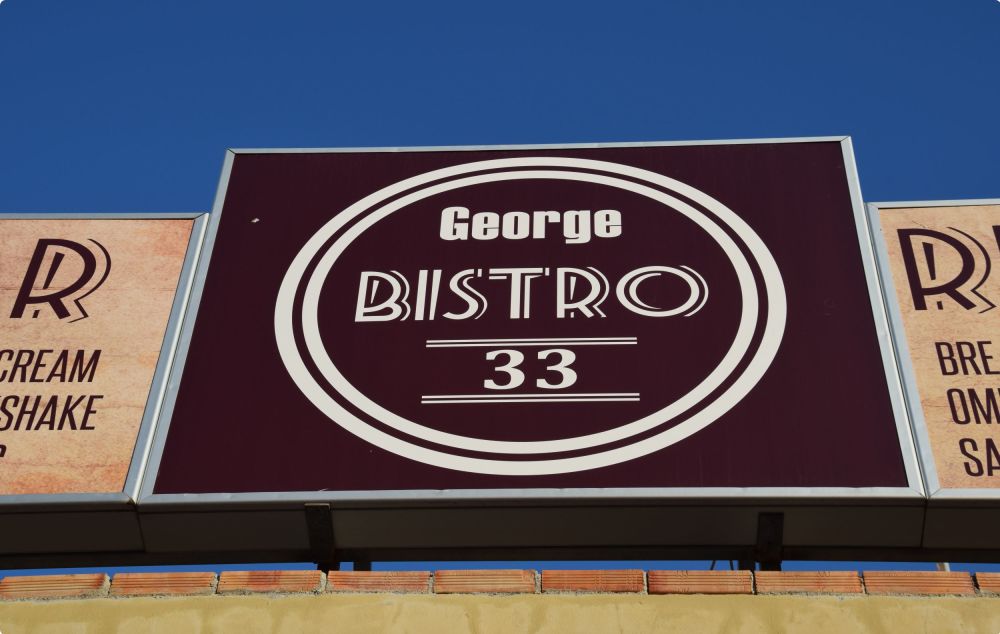 R
CREAM
SHAKE
George
BISTRO
33
R
BRE
OM
SA